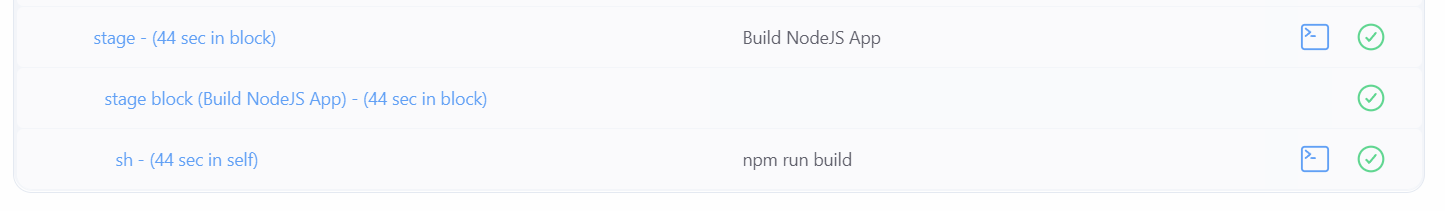 stage - (44 sec in block) Build NodeJS App
stage block (Build NodeJS App) - (44 sec in block)
sh - (44 sec in self) npm run build